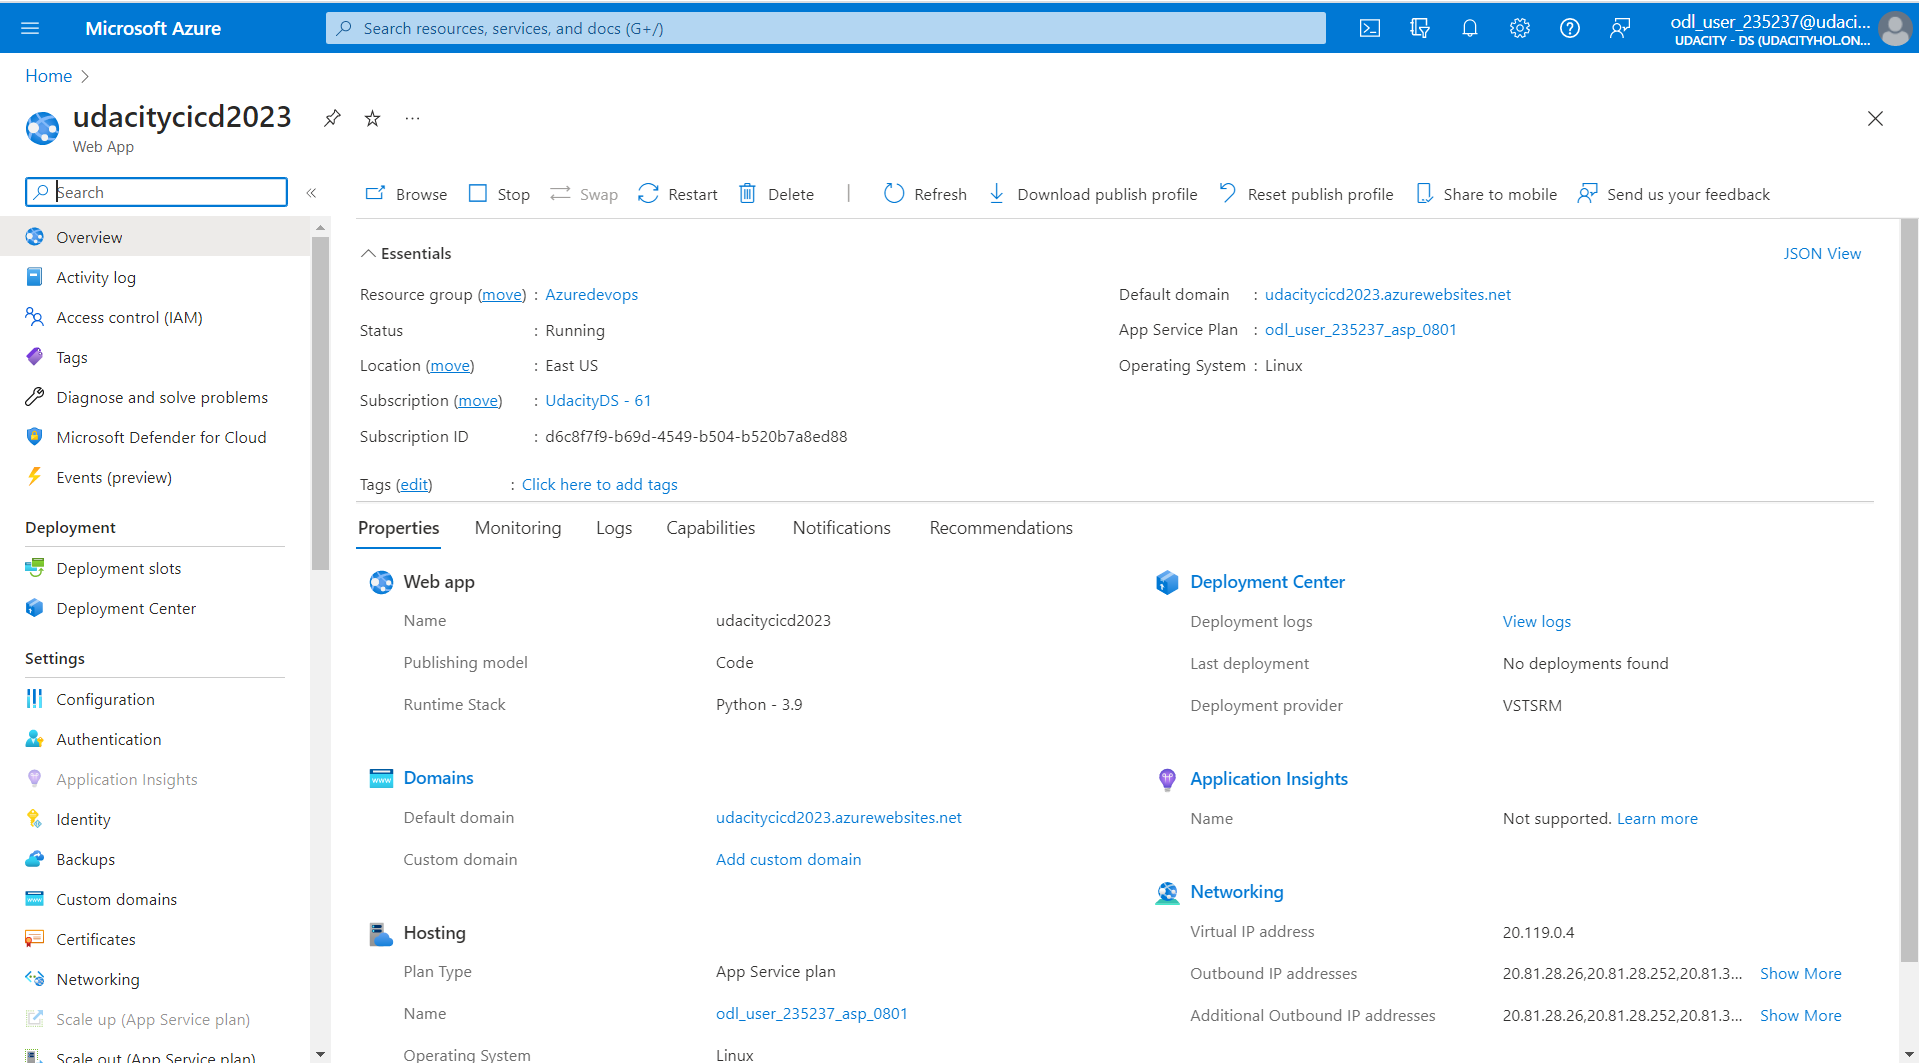 Microsoft Azure
Search resources, services, and docs (G+/)
odl_user_235237@udaci...
UDACITY - DS (UDACITYHOL.ON...
Home
udacitycicd2023
Web App
Search
Browse
Stop
Swap
Restart
Delete
Refresh
Download publish profile
Reset publish profile
Share to mobile
Send us your feedback
Overview
Activity log
Access control (IAM)
Tags
Diagnose and solve problems
Microsoft Defender for Cloud
Events (preview)
Deployment
Deployment slots
Deployment Center
Settings
Configuration
Authentication
Application Insights
Identity
Backups
Custom domains
Certificates
Networking
Scale up (App Service plan)
Scale out (App Service plan)
Essentials
JSON View
Resource group (move) : Azuredevops
Status : Running
Location (move) : East US
Subscription (move) : UdacityDS - 61
Subscription ID : d6c8f7f9-b69d-4549-b504-b520b7a8ed88
Default domain : udacitycicd2023.azurewebsites.net
App Service Plan : odl_user_235237_asp_0801
Operating System : Linux
Tags (edit) : Click here to add tags
Properties
Monitoring
Logs
Capabilities
Notifications
Recommendations
Web app
Name udacitycicd2023
Publishing model Code
Runtime Stack Python - 3.9
Domains
Default domain udacitycicd2023.azurewebsites.net
Custom domain Add custom domain
Hosting
Plan Type App Service plan
Name odl_user_235237_asp_0801
Operating System Linux
Deployment Center
Deployment logs View logs
Last deployment No deployments found
Deployment provider VSTSRM
Application Insights
Name Not supported. Learn more
Networking
Virtual IP address 20.119.0.4
Outbound IP addresses 20.81.28.26,20.81.28.252,20.81.3... Show More
Additional Outbound IP addresses 20.81.28.26,20.81.28.252,20.81.3... Show More